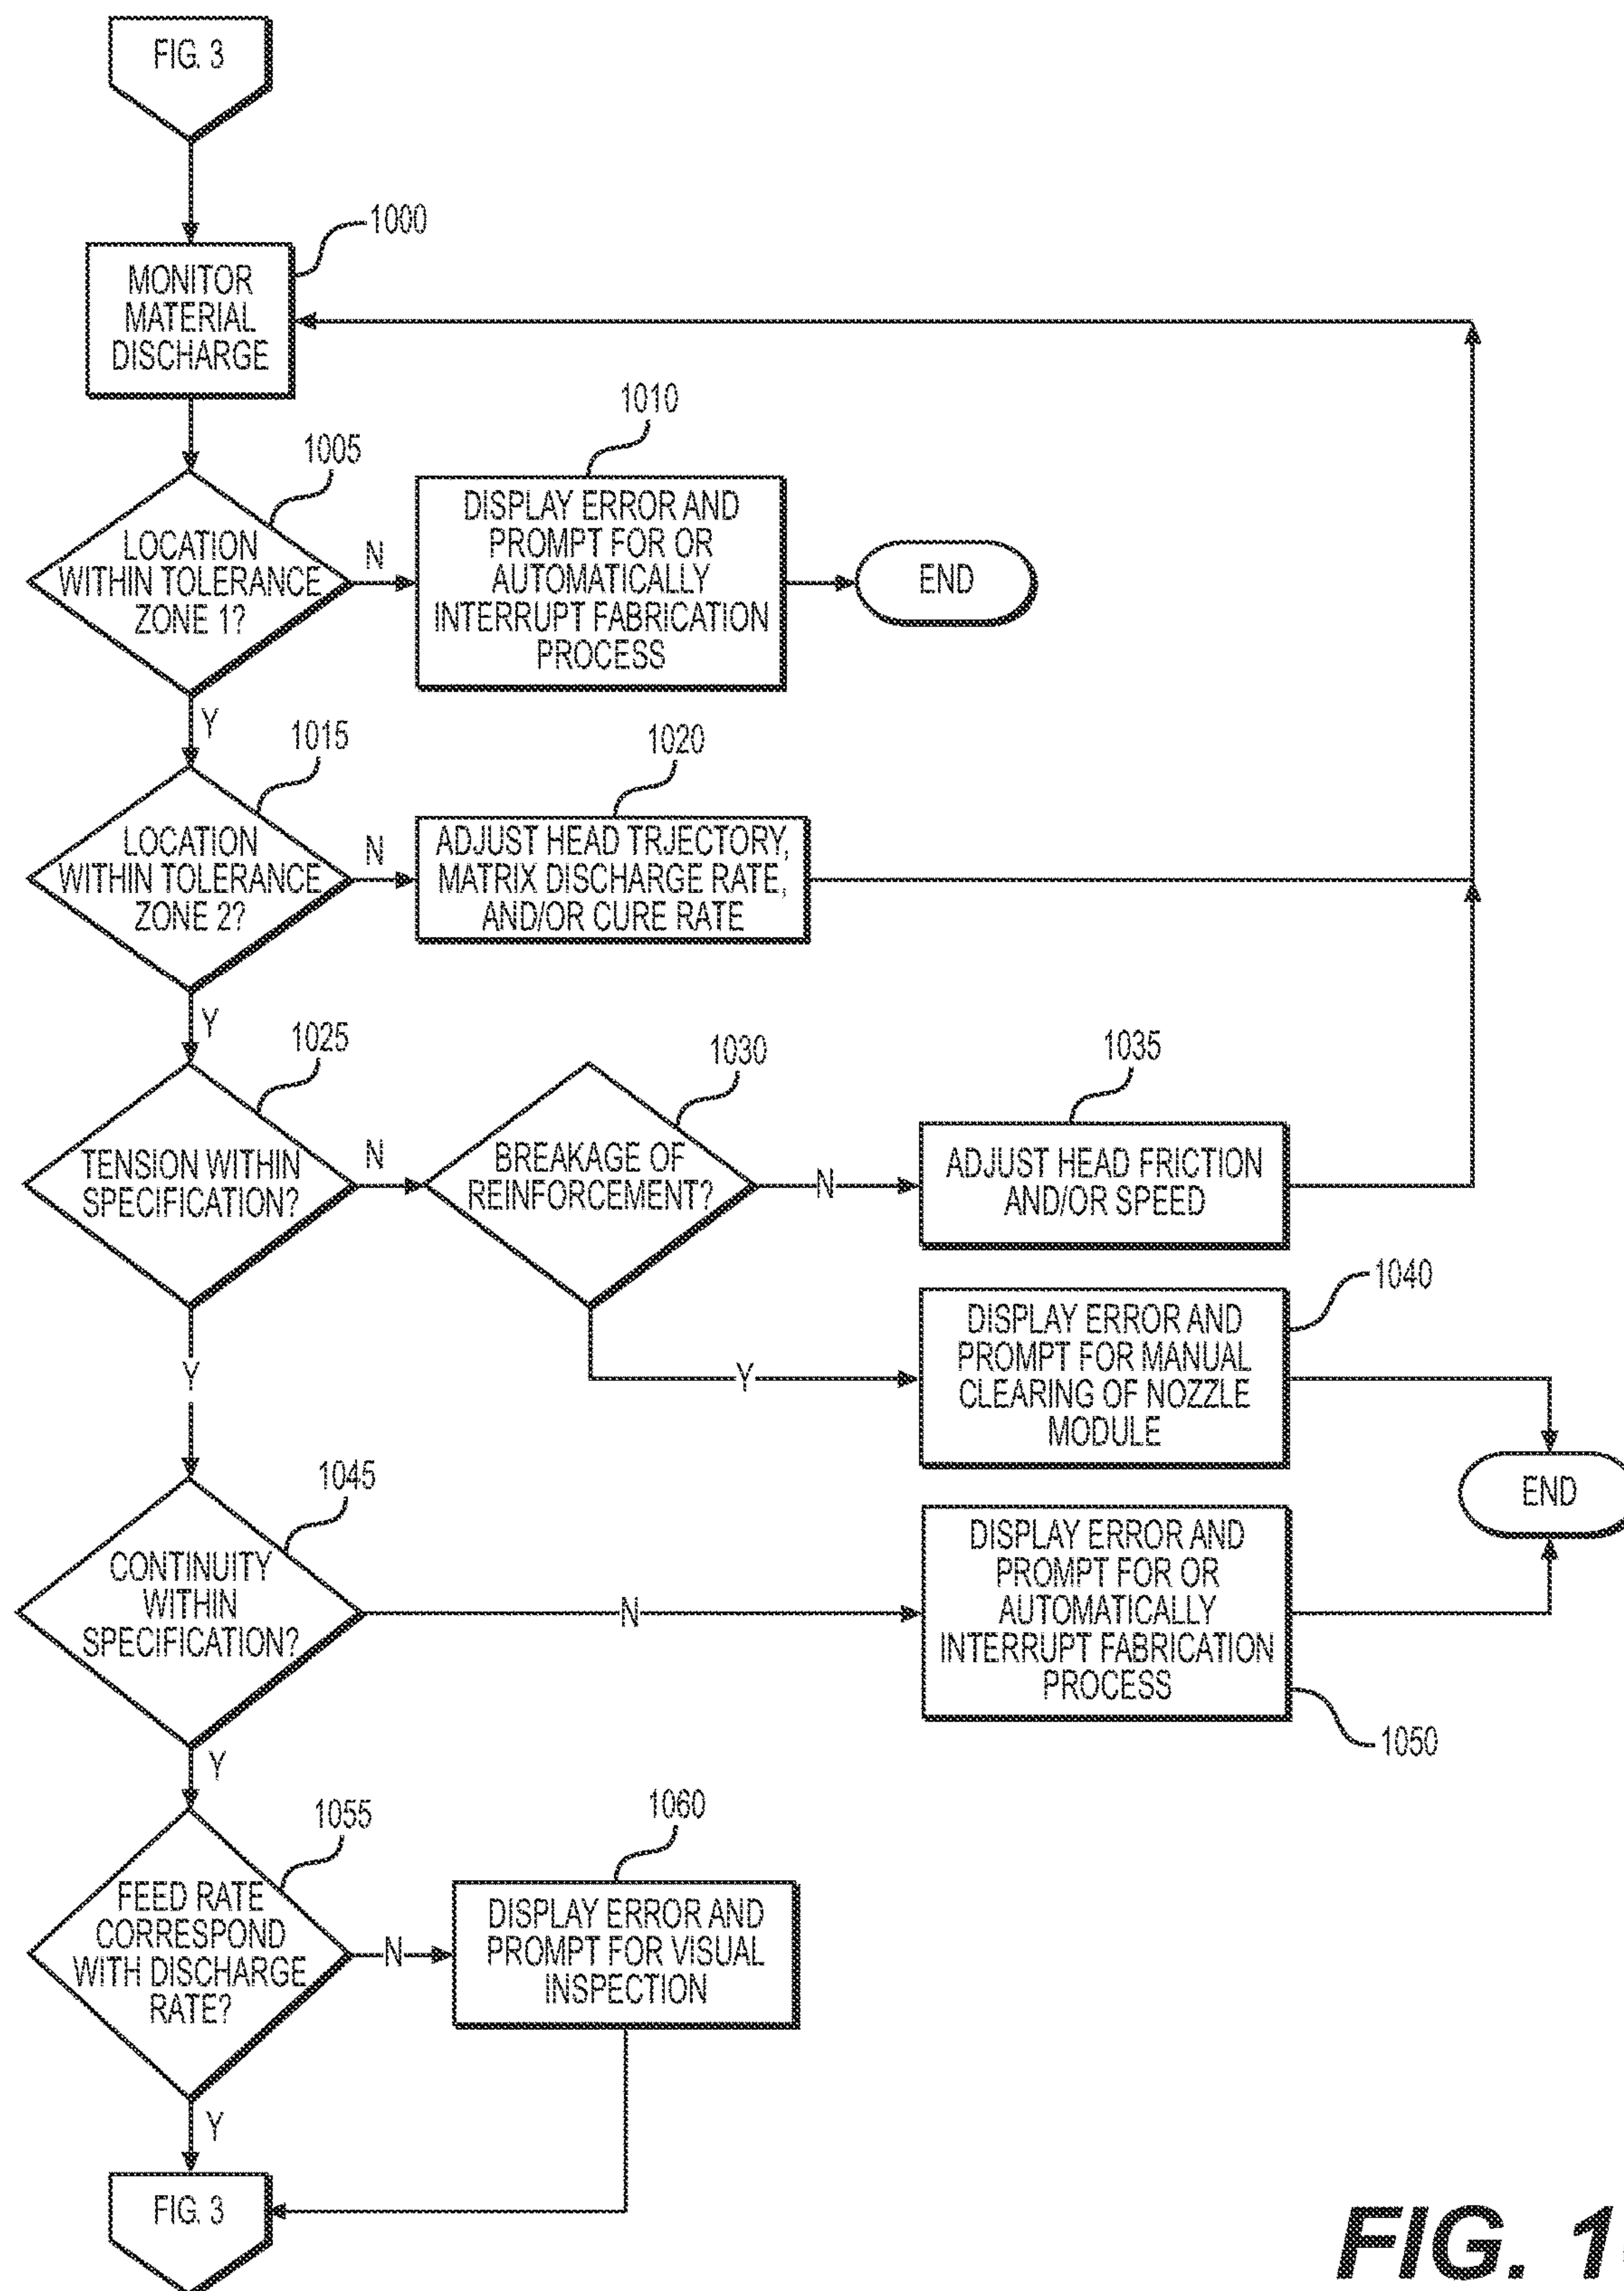 FIG. 3
1000
MONITOR
MATERIAL
DISCHARGE
1005
LOCATION
WITHIN TOLERANCE
ZONE 1?
N
1010
DISPLAY ERROR AND
PROMPT FOR OR
AUTOMATICALLY
INTERRUPT FABRICATION
PROCESS
END
Y
1015
LOCATION
WITHIN TOLERANCE
ZONE 2?
N
1020
ADJUST HEAD TRJECTORY,
MATRIX DISCHARGE RATE,
AND/OR CURE RATE
Y
1025
TENSION WITHIN
SPECIFICATION?
N
1030
BREAKAGE OF
REINFORCEMENT?
N
1035
ADJUST HEAD FRICTION
AND/OR SPEED
Y
1040
DISPLAY ERROR AND
PROMPT FOR MANUAL
CLEARING OF NOZZLE
MODULE
END
Y
1045
CONTINUITY
WITHIN
SPECIFICATION?
N
DISPLAY ERROR AND
PROMPT FOR OR
AUTOMATICALLY
INTERRUPT FABRICATION
PROCESS
1050
Y
1055
FEED RATE
CORRESPOND
WITH DISCHARGE
RATE?
N
1060
DISPLAY ERROR AND
PROMPT FOR VISUAL
INSPECTION
Y
FIG. 3
FIG. 1